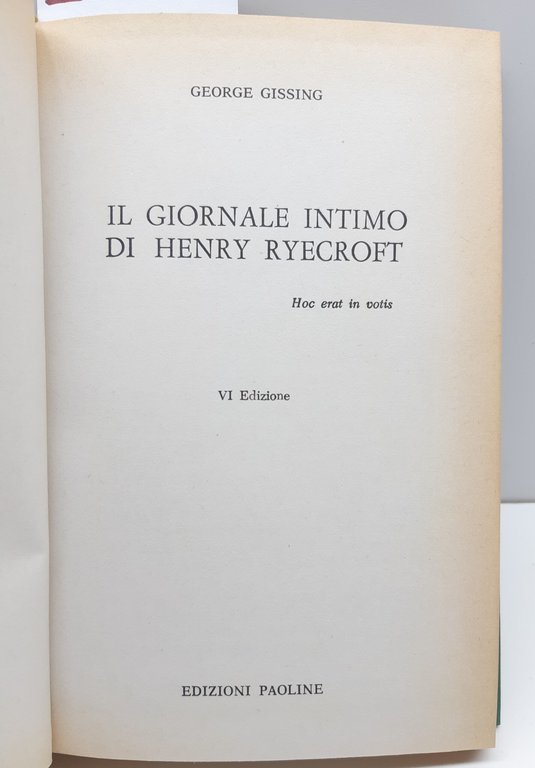 GEORGE GISSING
IL GIORNALE INTIMO
DI HENRY RYECROFT
Hoc erat in votis
VI Edizione
EDIZIONI PAOLINE